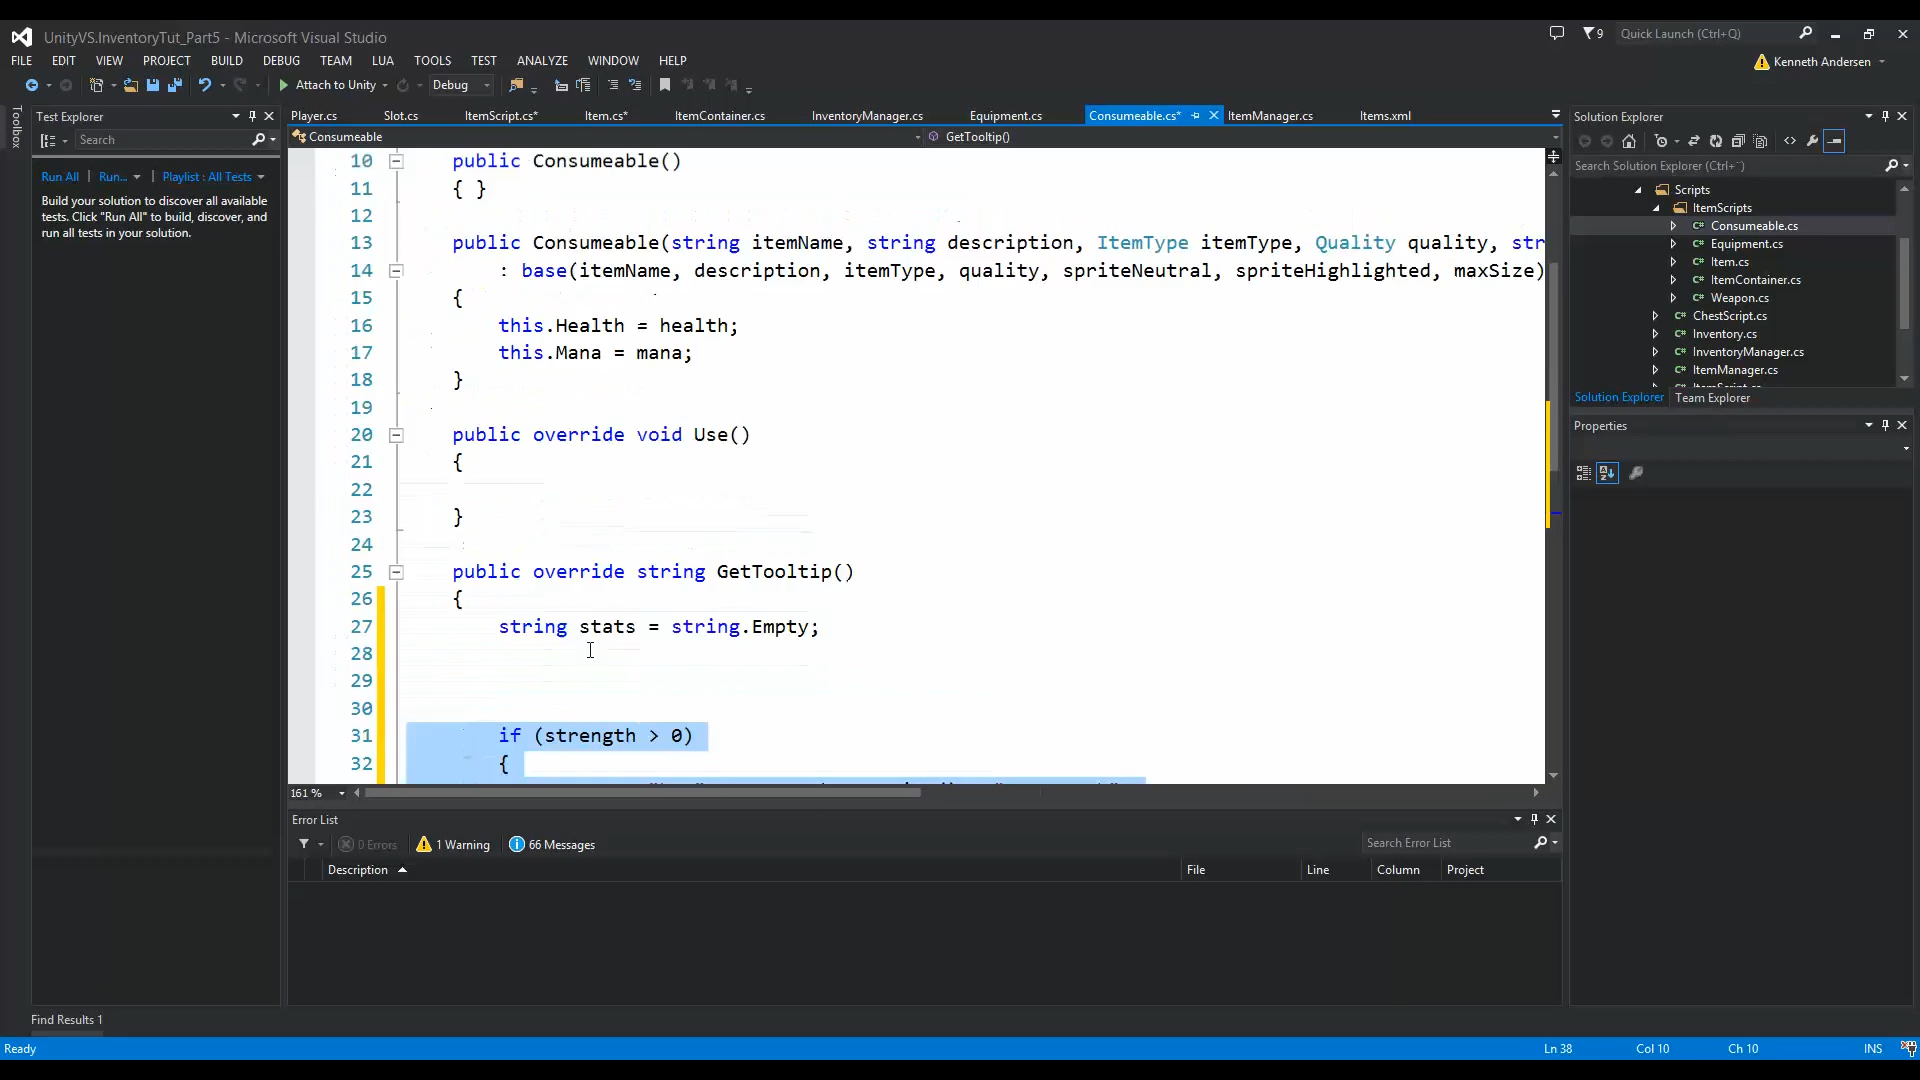 UnityVS.InventoryTut_Part5 - Microsoft Visual Studio
9
Quick Launch (Ctrl+Q)
FILE EDIT VIEW PROJECT BUILD DEBUG TEAM LUA TOOLS TEST ANALYZE WINDOW HELP
Kenneth Andersen
Attach to Unity
Debug
Toolbox
Test Explorer
Search
Run All | Run... | Playlist : All Tests
Build your solution to discover all available
tests. Click "Run All" to build, discover, and
run all tests in your solution.
Player.cs Slot.cs ItemScript.cs* Item.cs* ItemContainer.cs InventoryManager.cs Equipment.cs Consumeable.cs* ItemManager.cs Items.xml
Consumeable GetTooltip()
10 public Consumeable()
11 { }
12
13 public Consumeable(string itemName, string description, ItemType itemType, Quality quality, str
14 : base(itemName, description, itemType, quality, spriteNeutral, spriteHighlighted, maxSize)
15 {
16 this.Health = health;
17 this.Mana = mana;
18 }
19
20 public override void Use()
21 {
22
23 }
24
25 public override string GetTooltip()
26 {
27 string stats = string.Empty;
28
29
30
31 if (strength > 0)
32 {
161 %
Error List
0 Errors 1 Warning 66 Messages
Search Error List
Description File Line Column Project
Solution Explorer
Search Solution Explorer (Ctrl+¨)
Scripts
ItemScripts
Consumeable.cs
Equipment.cs
Item.cs
ItemContainer.cs
Weapon.cs
ChestScript.cs
Inventory.cs
InventoryManager.cs
ItemManager.cs
Solution Explorer Team Explorer
Properties
Find Results 1
Ready
Ln 38 Col 10 Ch 10 INS